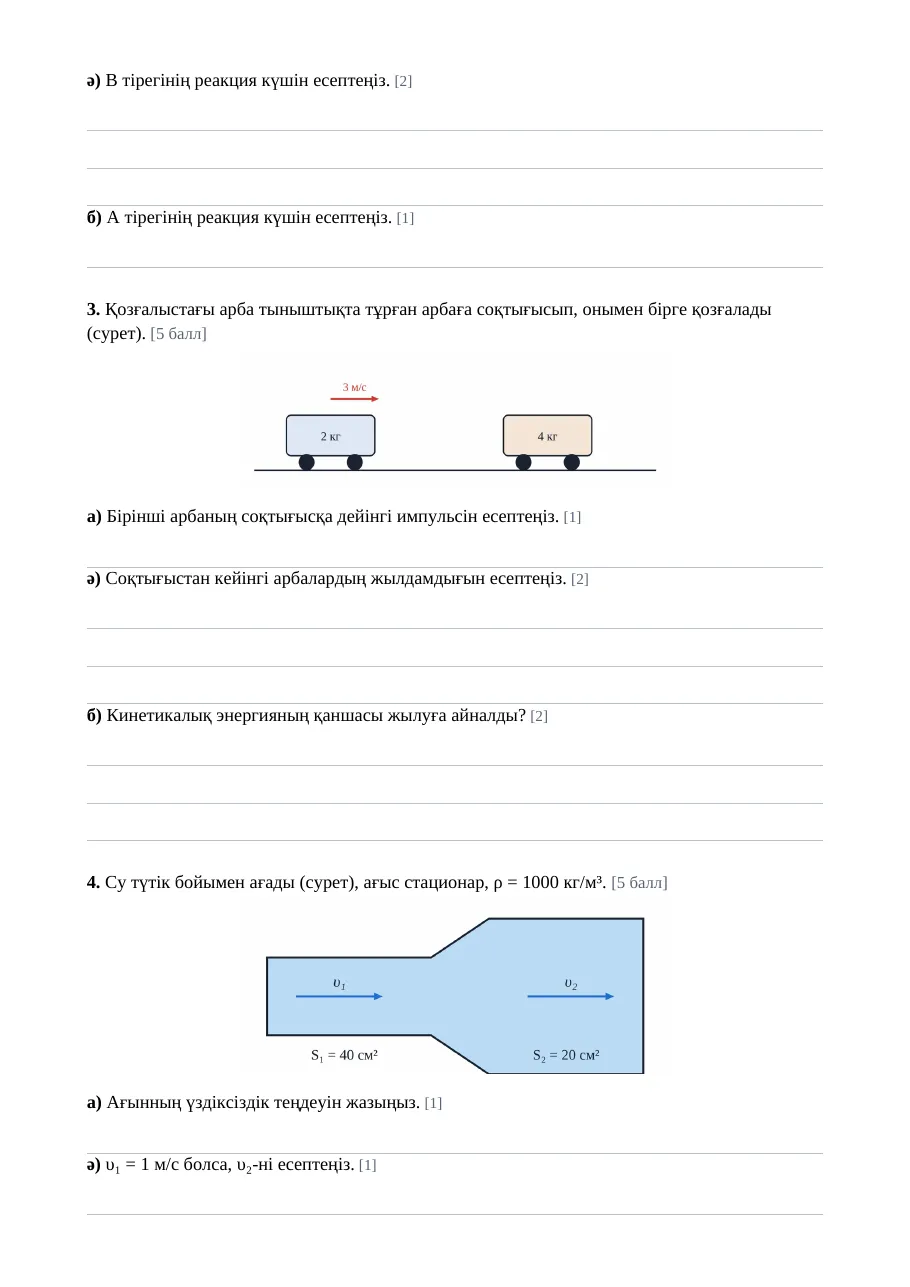 ә) В тірегінің реакция күшін есептеңіз. [2]
б) А тірегінің реакция күшін есептеңіз. [1]
3. Қозғалыстағы арба тыныштықта тұрған арбаға соқтығысып, онымен бірге қозғалады
(сурет). [5 балл]
3 м/с
2 кг
4 кг
а) Бірінші арбаның соқтығысқа дейінгі импульсін есептеңіз. [1]
ә) Соқтығыстан кейінгі арбалардың жылдамдығын есептеңіз. [2]
б) Кинетикалық энергияның қаншасы жылуға айналды? [2]
4. Су түтік бойымен ағады (сурет), ағыс стационар, ρ = 1000 кг/м³. [5 балл]
υ₁
υ₂
S₁ = 40 см²
S₂ = 20 см²
а) Ағынның үздіксіздік теңдеуін жазыңыз. [1]
ә) υ₁ = 1 м/с болса, υ₂-ні есептеңіз. [1]